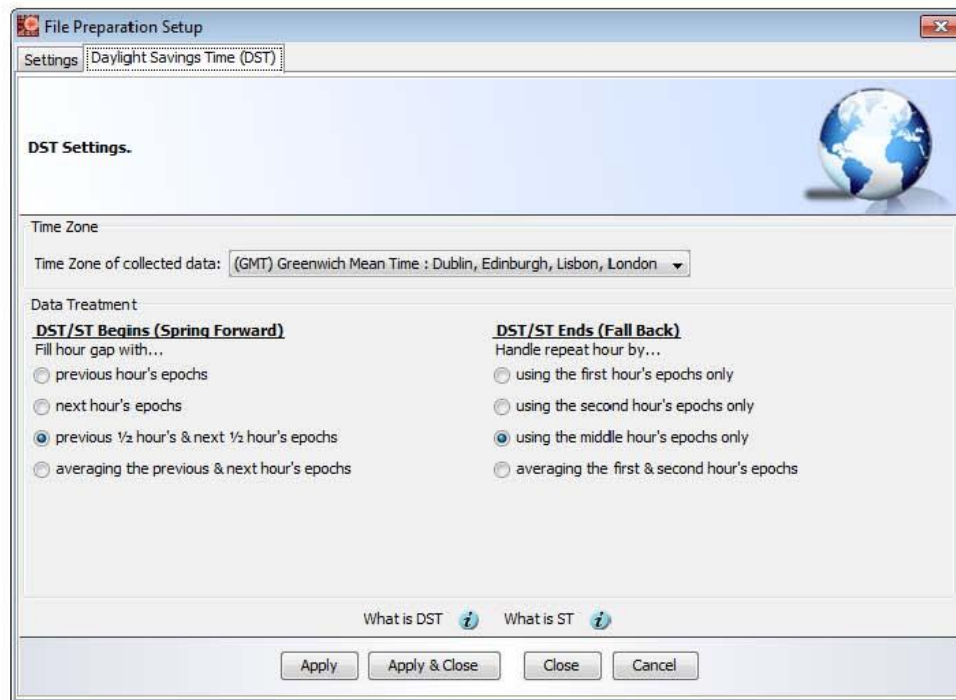 File Preparation Setup
Settings
Daylight Savings Time (DST)
DST Settings.
Time Zone
Time Zone of collected data:
(GMT) Greenwich Mean Time : Dublin, Edinburgh, Lisbon, London
Data Treatment
DST/ST Begins (Spring Forward)
Fill hour gap with...
previous hour's epochs
next hour's epochs
previous ½ hour's & next ½ hour's epochs
averaging the previous & next hour's epochs
DST/ST Ends (Fall Back)
Handle repeat hour by...
using the first hour's epochs only
using the second hour's epochs only
using the middle hour's epochs only
averaging the first & second hour's epochs
What is DST
What is ST
Apply
Apply & Close
Close
Cancel